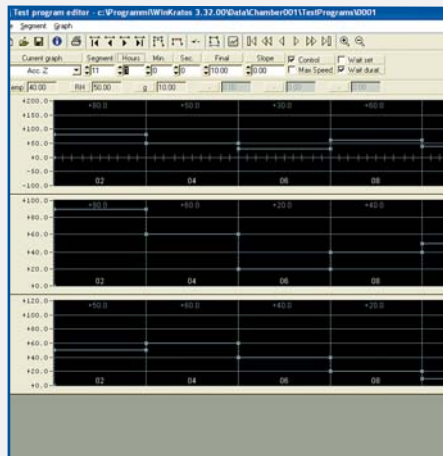 Test program editor - c:\Programmi\WinKratos 3.32.00\Data\Chamber001\TestPrograms\0001
Segment Graph
Current graph Segment Hours Min. Sec. Final Slope Control Wait set
Acc. Z 11 0 0 10.00 0.00 Max Speed Wait durat.
emp 40.00 RH 50.00 g 10.00
+200.0 +80.0 +50.0 +30.0 +60.0
+150.0
+100.0
+50.0
+0.0
-50.0
-100.0 02 04 06 08
+100.0 +90.0 +60.0 +20.0 +40.0
+80.0
+60.0
+40.0
+20.0
+0.0 02 04 06 08
+120.0 +50.0 +60.0 +40.0 +20.0
+100.0
+80.0
+60.0
+40.0
+20.0
+0.0 02 04 06 08